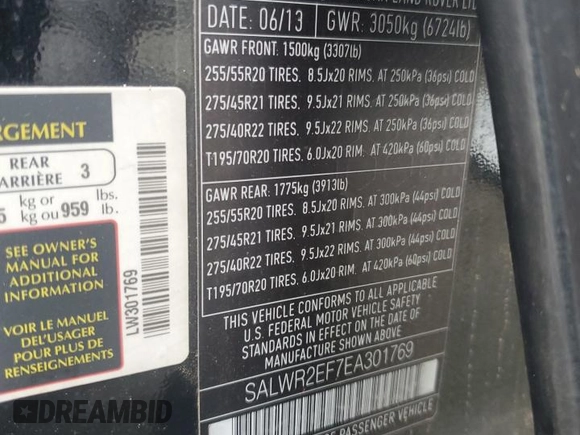 LAND ROVER LTD
DATE: 06/13 GWR: 3050kg (6724lb)
GAWR FRONT: 1500kg (3307lb)
255/55R20 TIRES. 8.5Jx20 RIMS. AT 250kPa (36psi) COLD
275/45R21 TIRES. 9.5Jx21 RIMS. AT 250kPa (36psi) COLD
275/40R22 TIRES. 9.5Jx22 RIMS. AT 250kPa (36psi) COLD
T195/70R20 TIRES. 6.0Jx20 RIM. AT 420kPa (60psi) COLD
GAWR REAR: 1775kg (3913lb)
255/55R20 TIRES. 8.5Jx20 RIMS. AT 300kPa (44psi) COLD
275/45R21 TIRES. 9.5Jx21 RIMS. AT 300kPa (44psi) COLD
275/40R22 TIRES. 9.5Jx22 RIMS. AT 300kPa (44psi) COLD
T195/70R20 TIRES. 6.0Jx20 RIM. AT 420kPa (60psi) COLD
THIS VEHICLE CONFORMS TO ALL APPLICABLE
U.S. FEDERAL MOTOR VEHICLE SAFETY
STANDARDS IN EFFECT ON THE DATE OF
MANUFACTURE SHOWN ABOVE
SALWR2EF7EA301769
PASSENGER VEHICLE
RGEMENT
REAR 3
ARRIÈRE
5 kg or 959 lbs.
kg ou lb.
SEE OWNER'S
MANUAL FOR
ADDITIONAL
INFORMATION
VOIR LE MANUEL
DeL'USAGER
POUR PLUS DE
RENSEIGNEMENTS
LW301769
DREAMBID